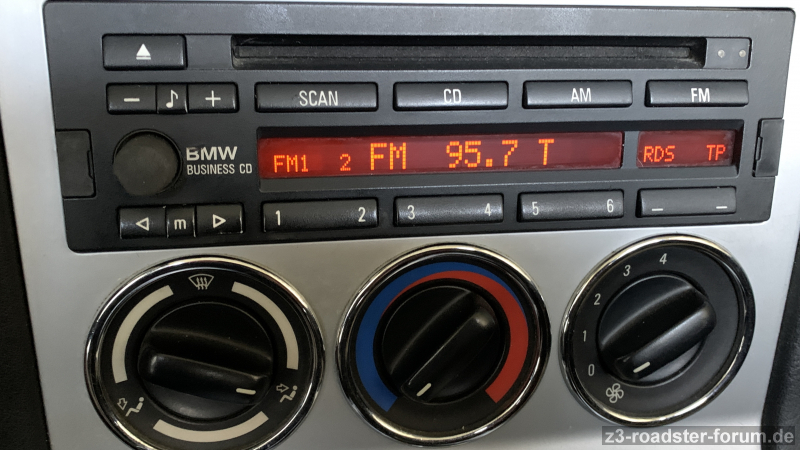 − ♪ +
SCAN CD AM FM
BMW
BUSINESS CD
FM1 2 FM 95.7 T RDS TP
m
1 2 3 4 5 6
0 1 2 3 4
z3-roadster-forum.de